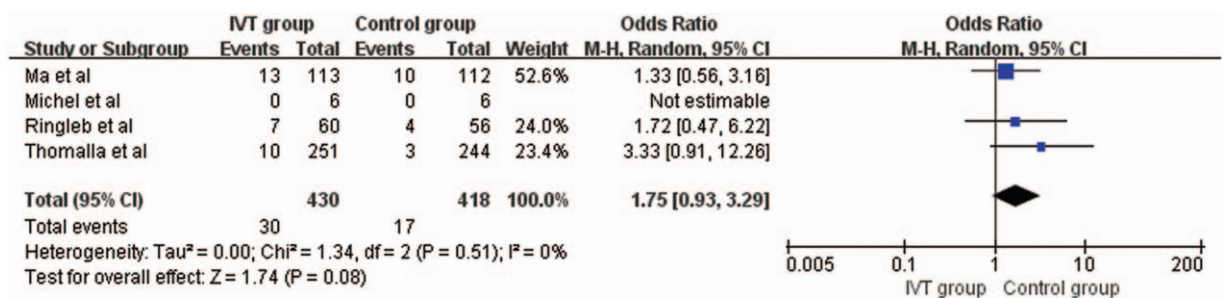 IVT group Control group Odds Ratio Odds Ratio
Study or Subgroup Events Total Events Total Weight M-H, Random, 95% CI M-H, Random, 95% CI
Ma et al 13 113 10 112 52.6% 1.33 [0.56, 3.16]
Michel et al 0 6 0 6 Not estimable
Ringleb et al 7 60 4 56 24.0% 1.72 [0.47, 6.22]
Thomalla et al 10 251 3 244 23.4% 3.33 [0.91, 12.26]
Total (95% CI) 430 418 100.0% 1.75 [0.93, 3.29]
Total events 30 17
Heterogeneity: Tau² = 0.00; Chi² = 1.34, df = 2 (P = 0.51); I² = 0%
Test for overall effect: Z = 1.74 (P = 0.08)
0.005 0.1 1 10 200
IVT group Control group